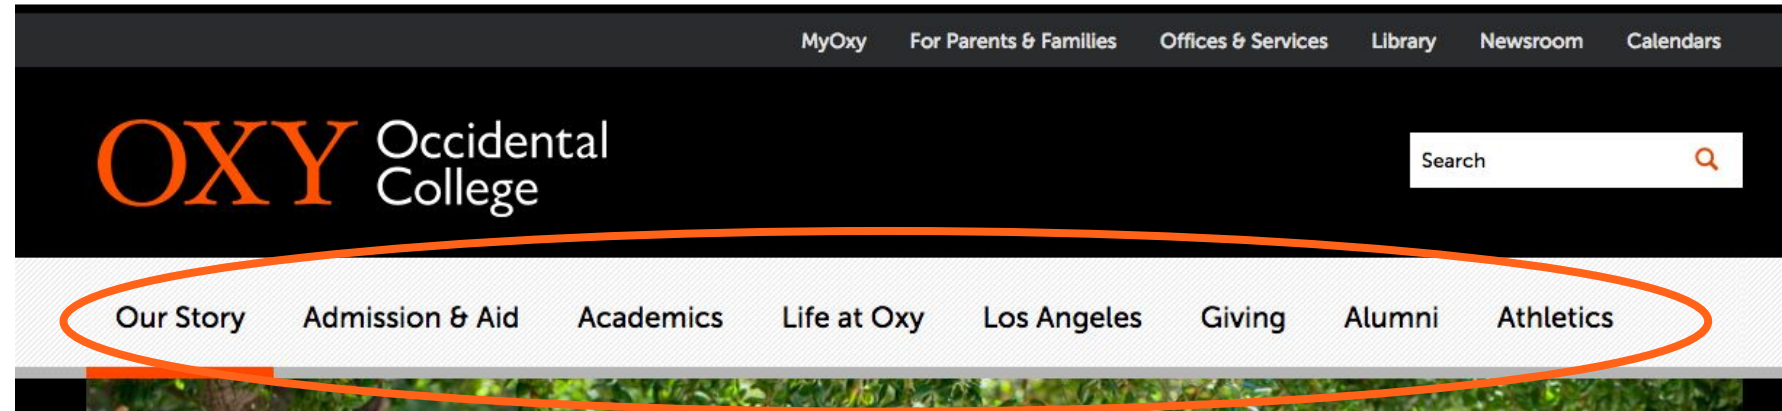 MyOxy For Parents & Families Offices & Services Library Newsroom Calendars
OXY Occidental
College
Search
Our Story Admission & Aid Academics Life at Oxy Los Angeles Giving Alumni Athletics